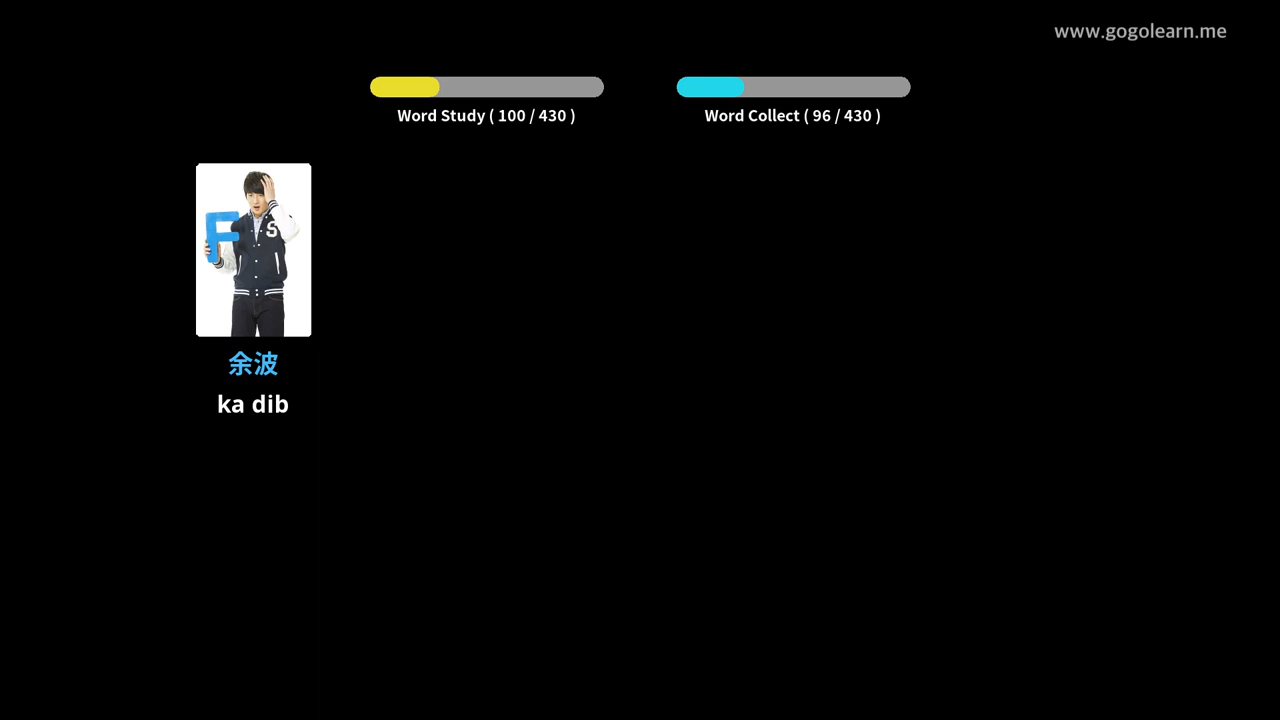 www.gogolearn.me
Word Study ( 100 / 430 )
Word Collect ( 96 / 430 )
F
S
余波
ka dib